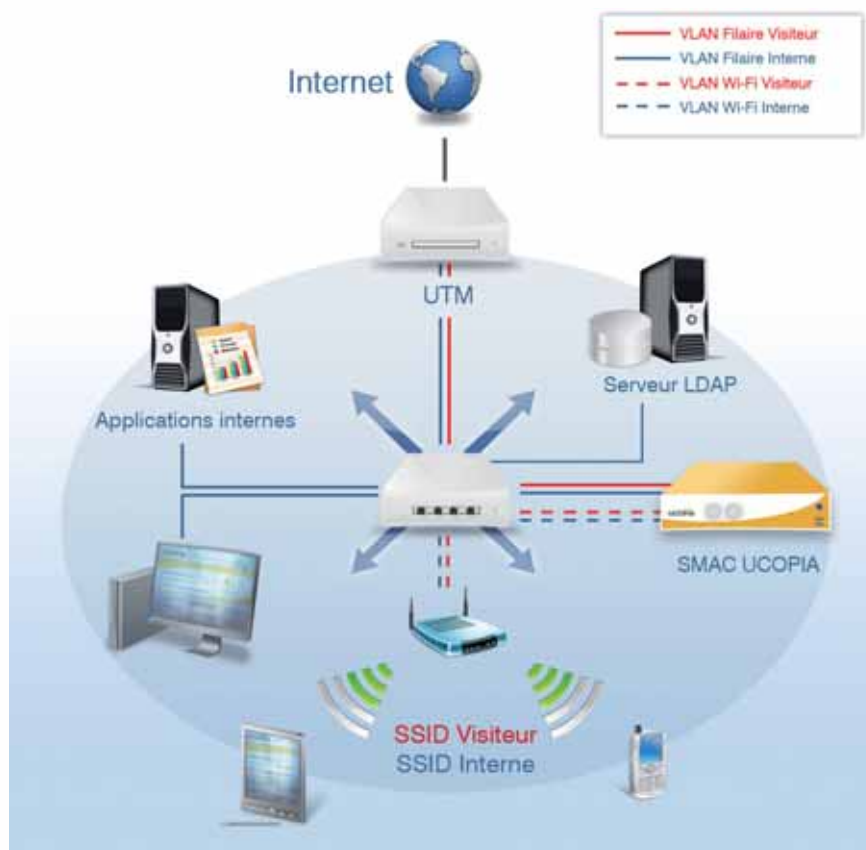 Internet
VLAN Filaire Visiteur
VLAN Filaire Interne
VLAN Wi-Fi Visiteur
VLAN Wi-Fi Interne
UTM
Applications internes
Serveur LDAP
ucopia
SMAC UCOPIA
SSID Visiteur
SSID Interne